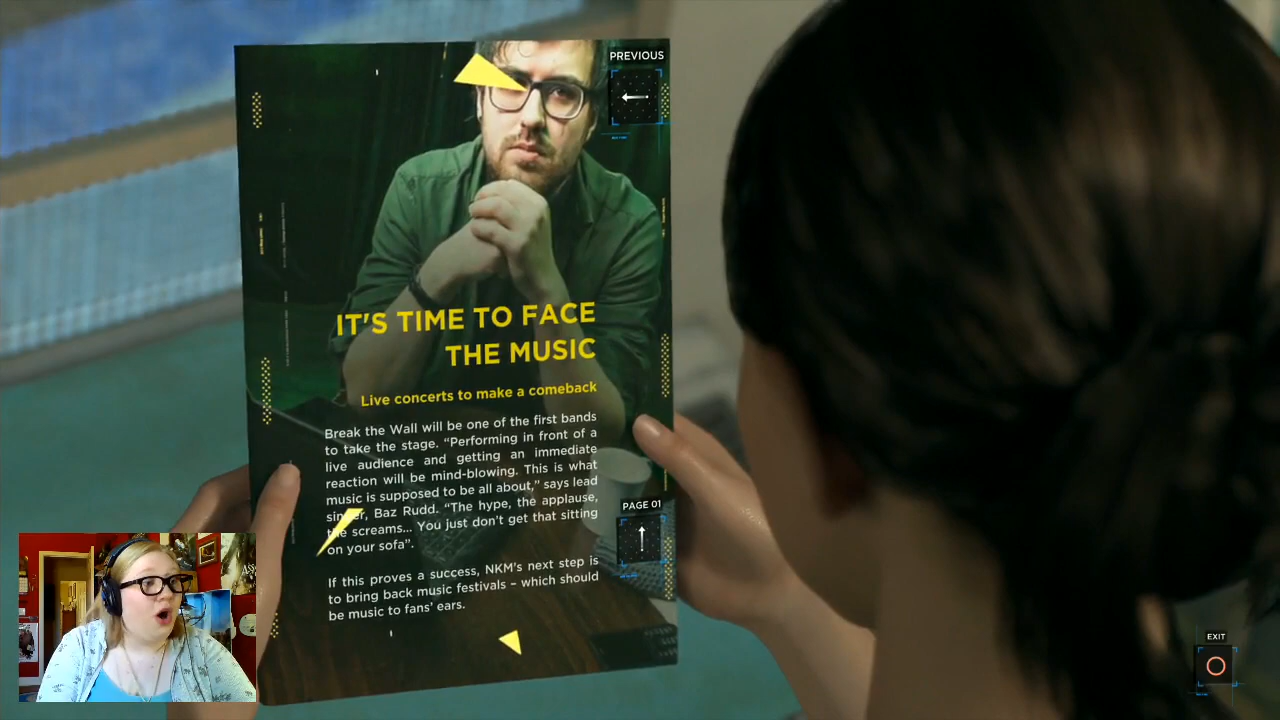 PREVIOUS
IT'S TIME TO FACE
THE MUSIC
Live concerts to make a comeback
Break the Wall will be one of the first bands
to take the stage. “Performing in front of a
live audience and getting an immediate
reaction will be mind-blowing. This is what
music is supposed to be all about,” says lead
singer, Baz Rudd. “The hype, the applause,
the screams... You just don’t get that sitting
on your sofa”.
If this proves a success, NKM’s next step is
to bring back music festivals – which should
be music to fans’ ears.
PAGE 01
EXIT